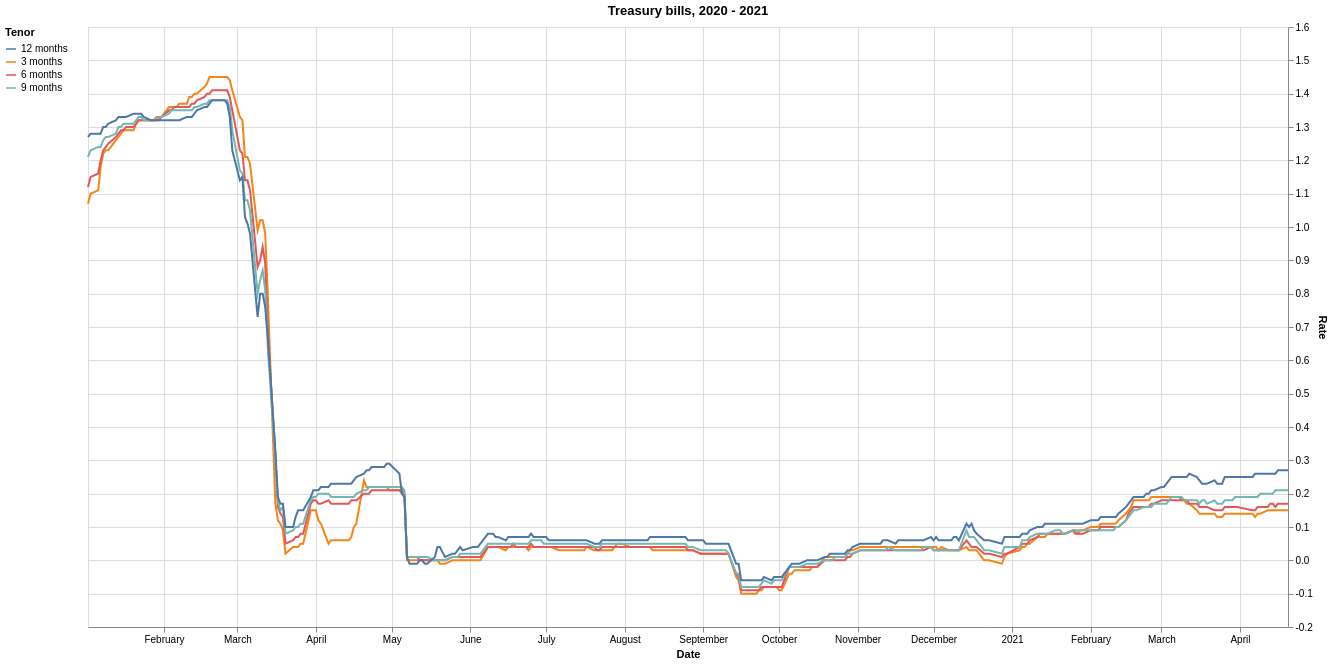 Treasury bills, 2020 - 2021
Tenor
12 months
3 months
6 months
9 months
1.6
1.5
1.4
1.3
1.2
1.1
1.0
0.9
0.8
0.7
0.6
0.5
0.4
0.3
0.2
0.1
0.0
-0.1
-0.2
Rate
February March April May June July August September October November December 2021 February March April
Date